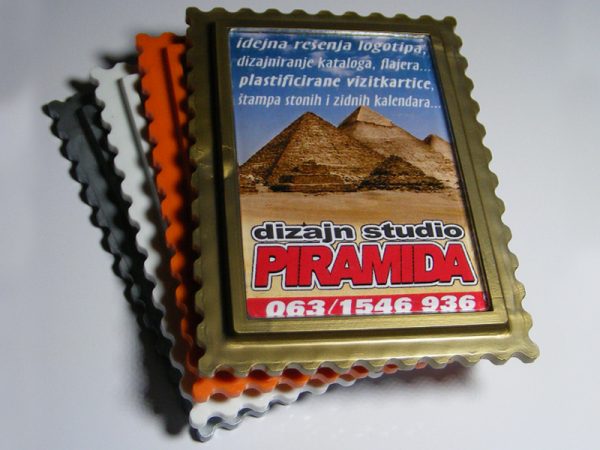 idejna rešenja logotipa,
dizajniranje kataloga, flajera...
plastificirane vizitkartice,
štampa stonih i zidnih kalendara...
dizajn studio
PIRAMIDA
063/1546 936